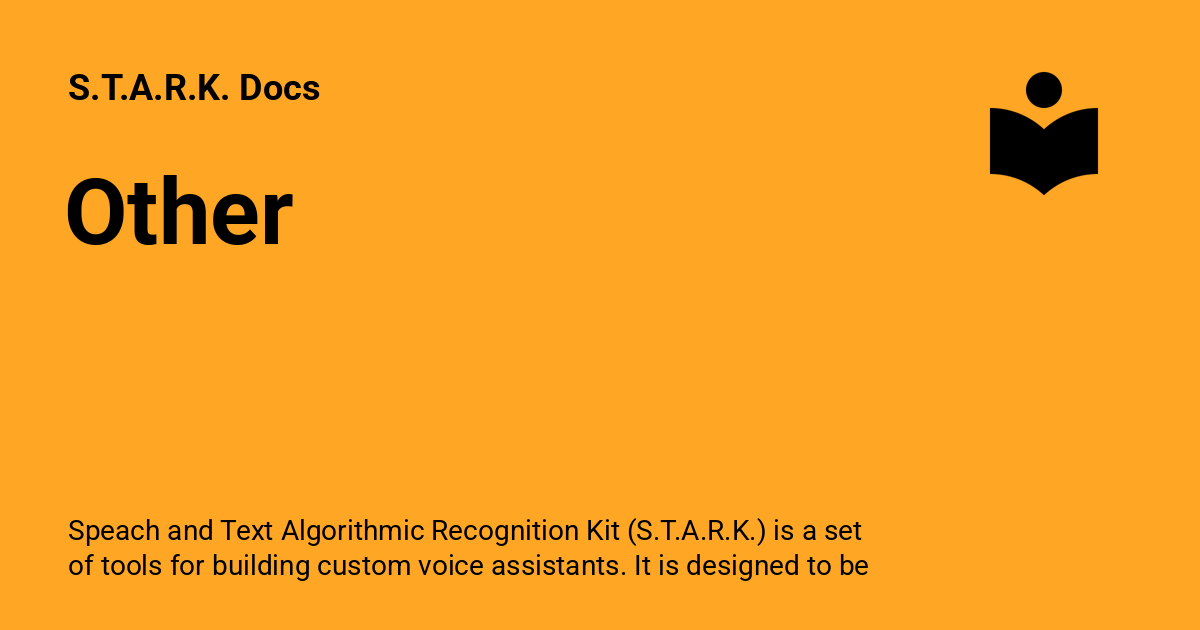 S.T.A.R.K. Docs
Other
Speach and Text Algorithmic Recognition Kit (S.T.A.R.K.) is a set
of tools for building custom voice assistants. It is designed to be